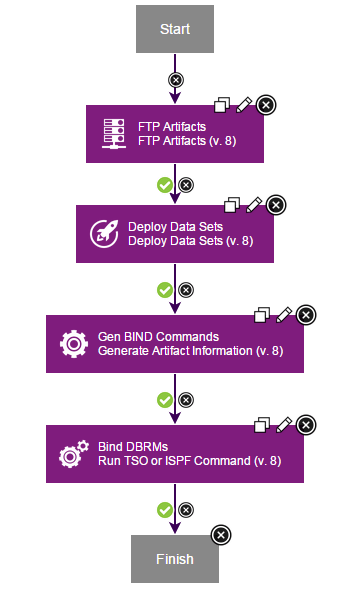 Start
FTP Artifacts
FTP Artifacts (v. 8)
Deploy Data Sets
Deploy Data Sets (v. 8)
Gen BIND Commands
Generate Artifact Information (v. 8)
Bind DBRMs
Run TSO or ISPF Command (v. 8)
Finish